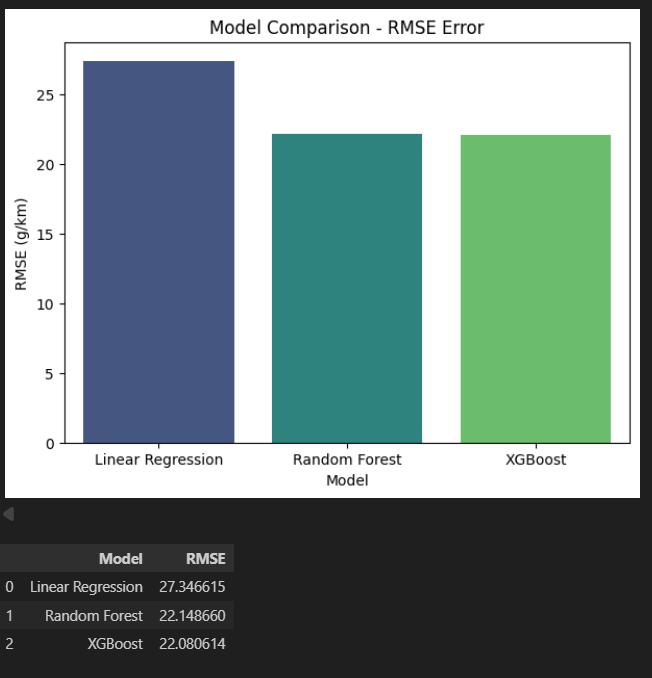 Model Comparison - RMSE Error
RMSE (g/km)
25
20
15
10
5
0
Linear Regression Random Forest XGBoost
Model
Model RMSE
0 Linear Regression 27.346615
1 Random Forest 22.148660
2 XGBoost 22.080614